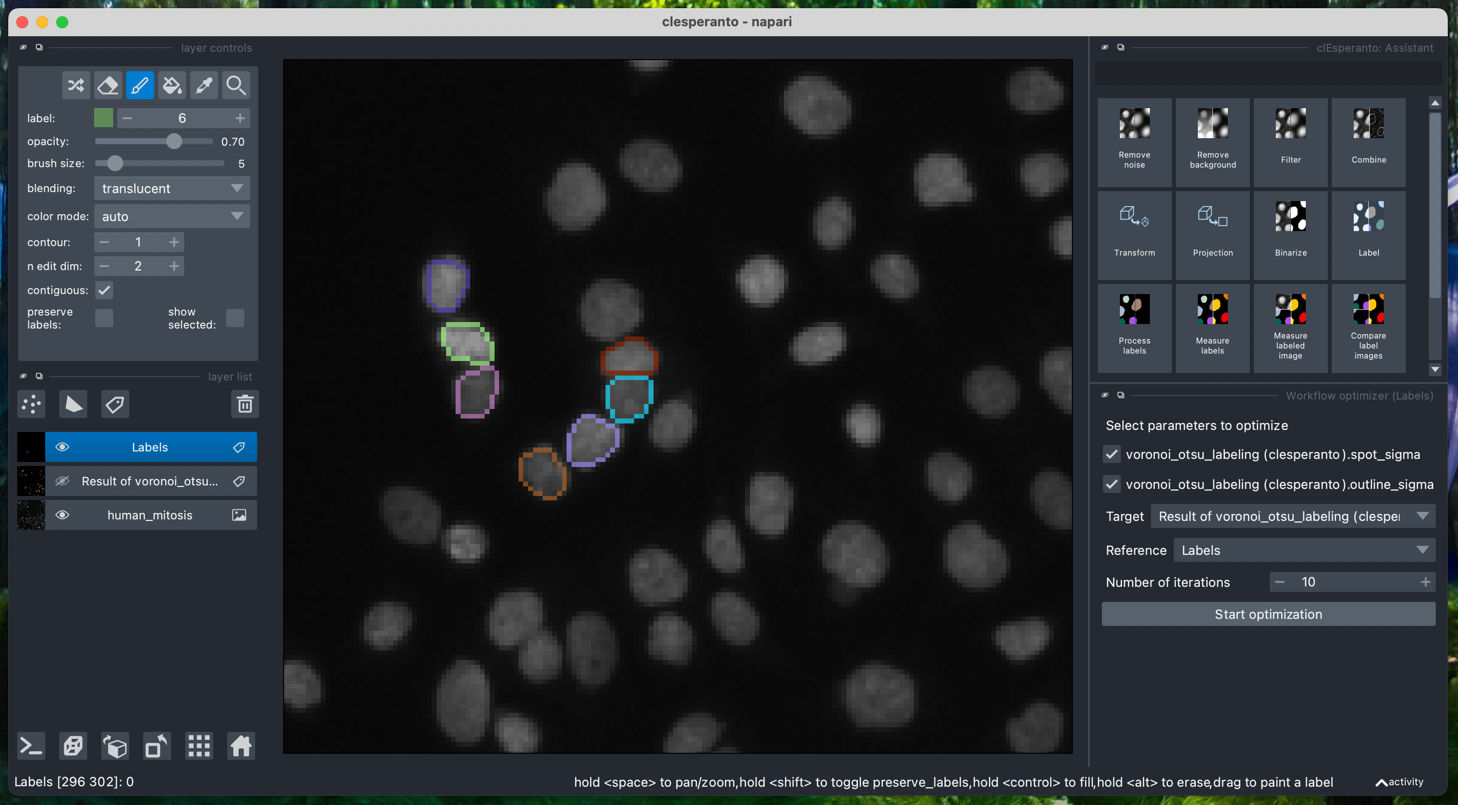 clesperanto - napari
layer controls
label:
6
opacity:
0.70
brush size:
5
blending:
translucent
color mode:
auto
contour:
1
n edit dim:
2
contiguous:
preserve
labels:
show
selected:
layer list
Labels
Result of voronoi_otsu...
human_mitosis
Labels [296 302]: 0
hold <space> to pan/zoom,hold <shift> to toggle preserve_labels,hold <control> to fill,hold <alt> to erase,drag to paint a label
activity
clEsperanto: Assistant
Remove
noise
Remove
background
Filter
Combine
Transform
Projection
Binarize
Label
Process
labels
Measure
labels
Measure
labeled
image
Compare
label
images
Workflow optimizer (Labels)
Select parameters to optimize
voronoi_otsu_labeling (clesperanto).spot_sigma
voronoi_otsu_labeling (clesperanto).outline_sigma
Target
Result of voronoi_otsu_labeling (clespe
Reference
Labels
Number of iterations
10
Start optimization